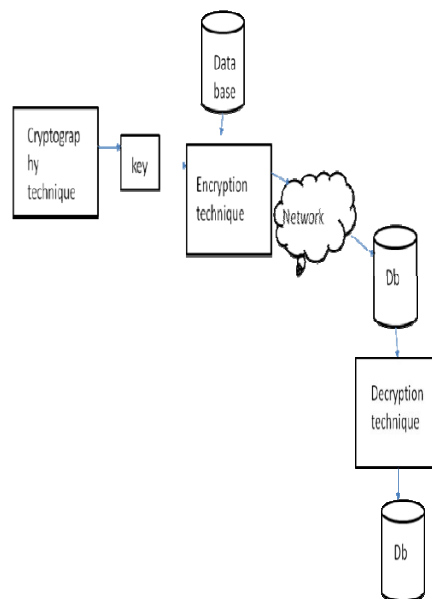 Data
base
Cryptograp
hy
technique
key
Encryption
technique
Network
Db
Decryption
technique
Db